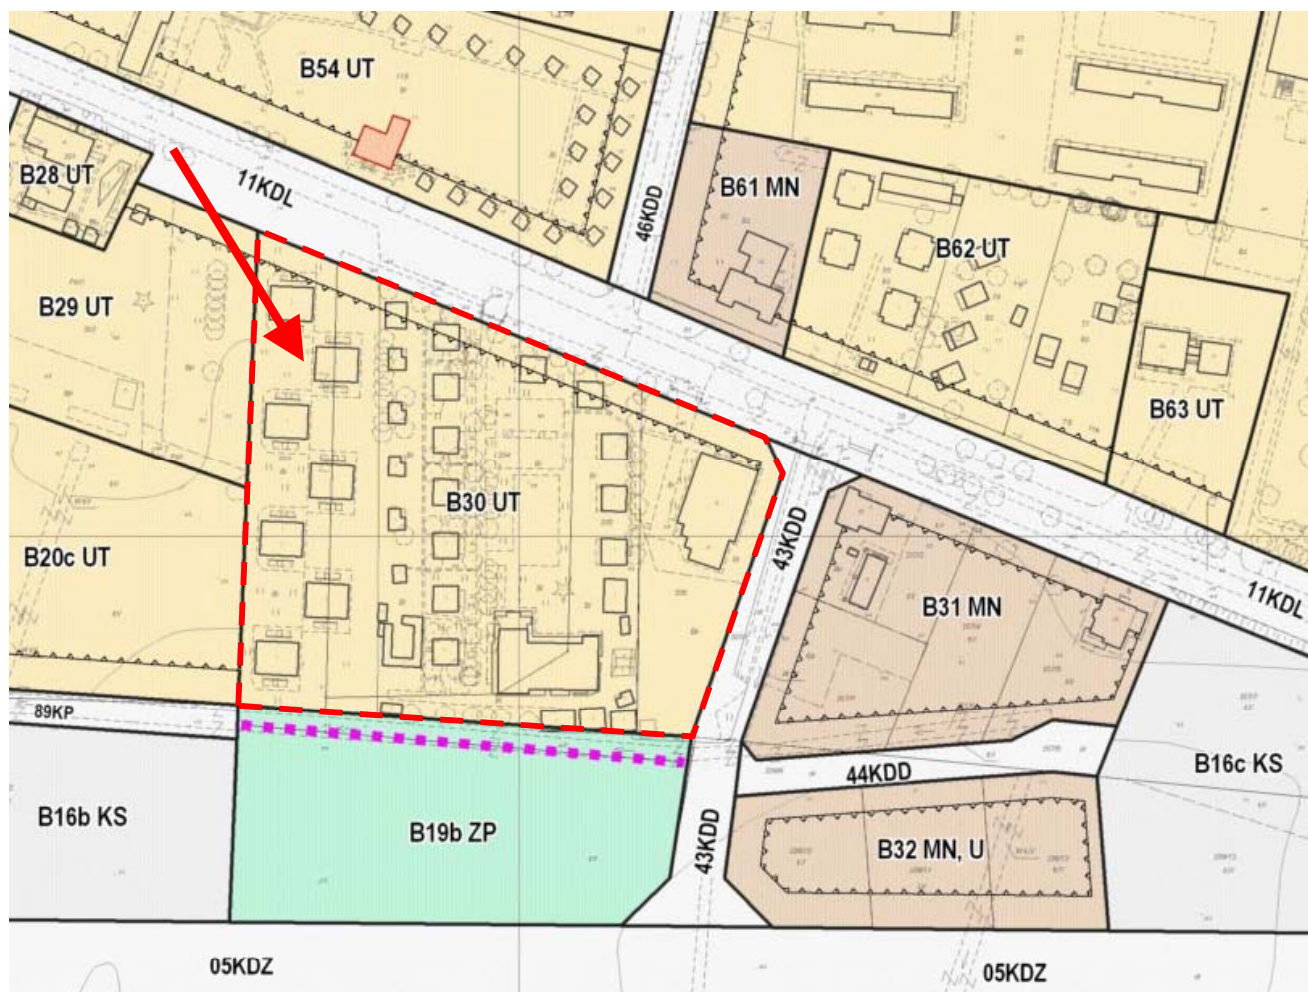 B54 UT
B28 UT
11KDL
B61 MN
46KDD
B62 UT
B29 UT
B63 UT
B30 UT
43KDD
B20c UT
B31 MN
11KDL
89KP
B16c KS
44KDD
B16b KS
B19b ZP
43KDD
B32 MN, U
05KDZ
05KDZ